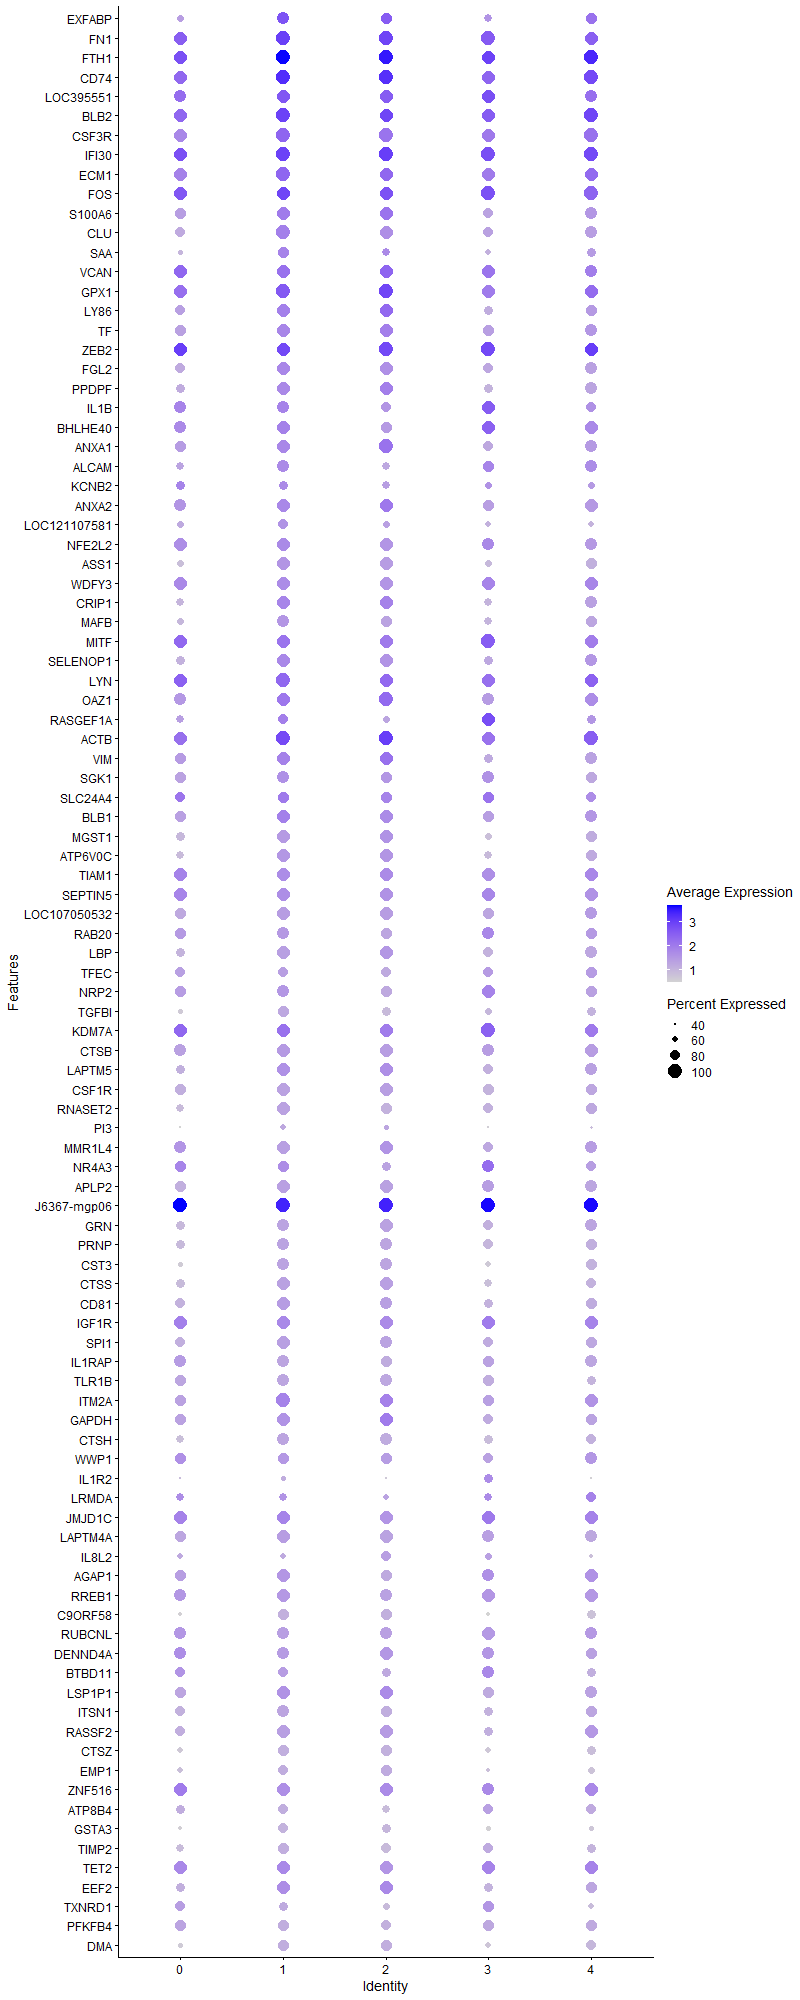 EXFABP
FN1
FTH1
CD74
LOC395551
BLB2
CSF3R
IFI30
ECM1
FOS
S100A6
CLU
SAA
VCAN
GPX1
LY86
TF
ZEB2
FGL2
PPDPF
IL1B
BHLHE40
ANXA1
ALCAM
KCNB2
ANXA2
LOC121107581
NFE2L2
ASS1
WDFY3
CRIP1
MAFB
MITF
SELENOP1
LYN
OAZ1
RASGEF1A
ACTB
VIM
SGK1
SLC24A4
BLB1
MGST1
ATP6V0C
TIAM1
SEPTIN5
LOC107050532
RAB20
LBP
TFEC
NRP2
TGFBI
KDM7A
CTSB
LAPTM5
CSF1R
RNASET2
PI3
MMR1L4
NR4A3
APLP2
J6367-mgp06
GRN
PRNP
CST3
CTSS
CD81
IGF1R
SPI1
IL1RAP
TLR1B
ITM2A
GAPDH
CTSH
WWP1
IL1R2
LRMDA
JMJD1C
LAPTM4A
IL8L2
AGAP1
RREB1
C9ORF58
RUBCNL
DENND4A
BTBD11
LSP1P1
ITSN1
RASSF2
CTSZ
EMP1
ZNF516
ATP8B4
GSTA3
TIMP2
TET2
EEF2
TXNRD1
PFKFB4
DMA
Features
0 1 2 3 4
Identity
Average Expression
3
2
1
Percent Expressed
40
60
80
100